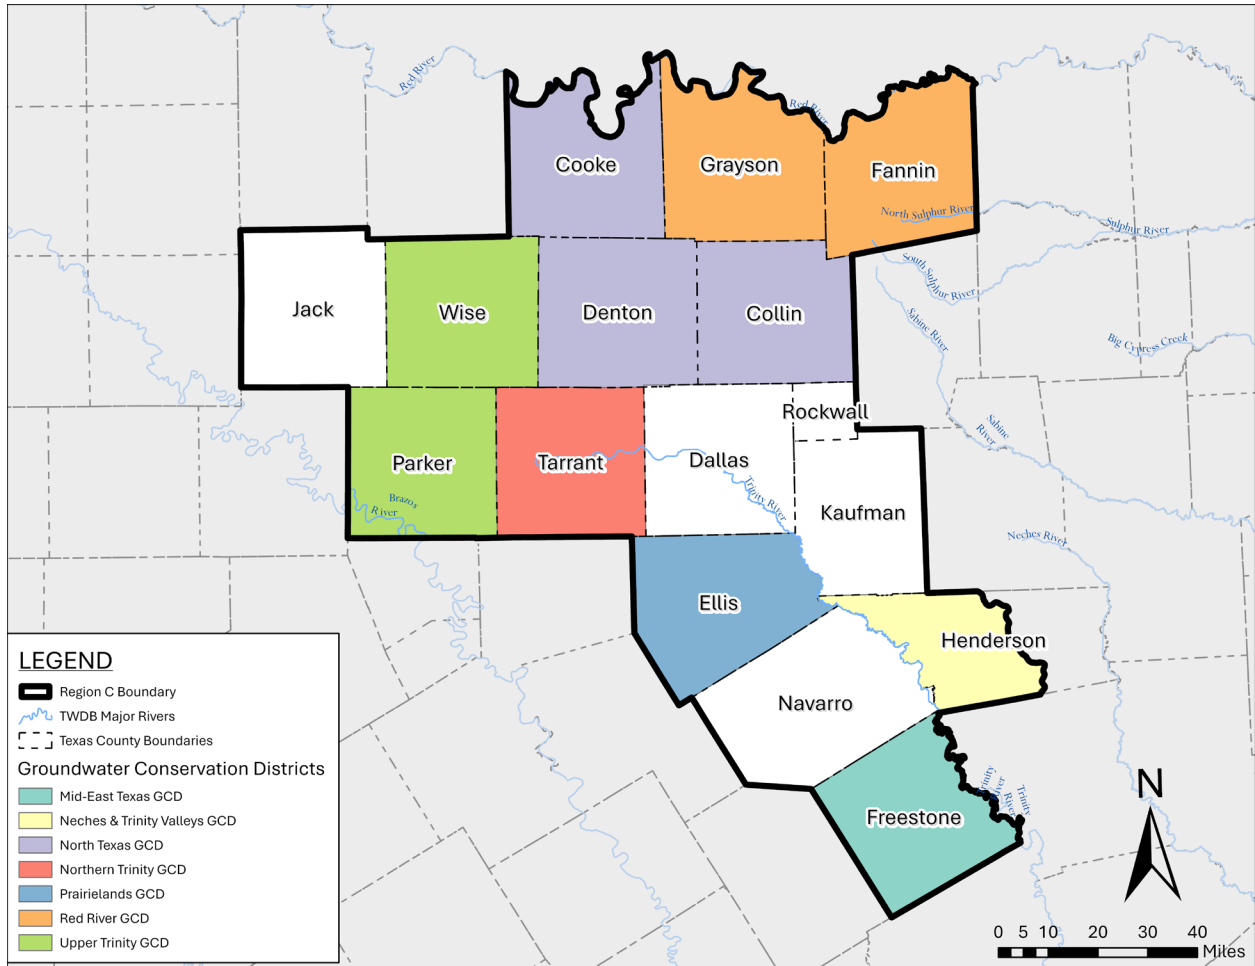 Red River
Red River
Cooke
Grayson
Fannin
North Sulphur River
Sulphur River
South Sulphur River
Jack
Wise
Denton
Collin
Sabine River
Big Cypress Creek
Rockwall
Sabine
River
Parker
Tarrant
Dallas
Trinity River
Brazos
River
Kaufman
Neches River
Ellis
Henderson
Navarro
Freestone
Trinity
River
Trinity
River
LEGEND
Region C Boundary
TWDB Major Rivers
Texas County Boundaries
Groundwater Conservation Districts
Mid-East Texas GCD
Neches & Trinity Valleys GCD
North Texas GCD
Northern Trinity GCD
Prairielands GCD
Red River GCD
Upper Trinity GCD
N
0 5 10 20 30 40
Miles